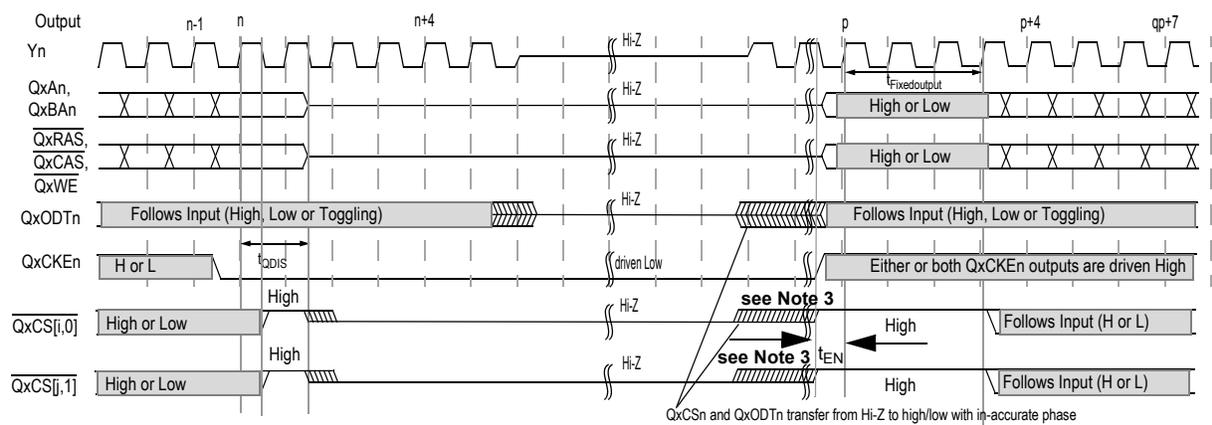 Output n-1 n n+4 p p+4 qp+7
Yn Hi-Z
tFixedoutput
QxAn, Hi-Z
QxBAn High or Low
QxRAS, Hi-Z
QxCAS, High or Low
QxWE
Hi-Z
QxODTn Follows Input (High, Low or Toggling) Follows Input (High, Low or Toggling)
QxCKEn H or L tQDIS driven Low Either or both QxCKEn outputs are driven High
High Hi-Z see Note 3
QxCS[i,0] High or Low High Follows Input (H or L)
High Hi-Z see Note 3 tEN
QxCS[j,1] High or Low High Follows Input (H or L)
QxCSn and QxODTn transfer from Hi-Z to high/low with in-accurate phase